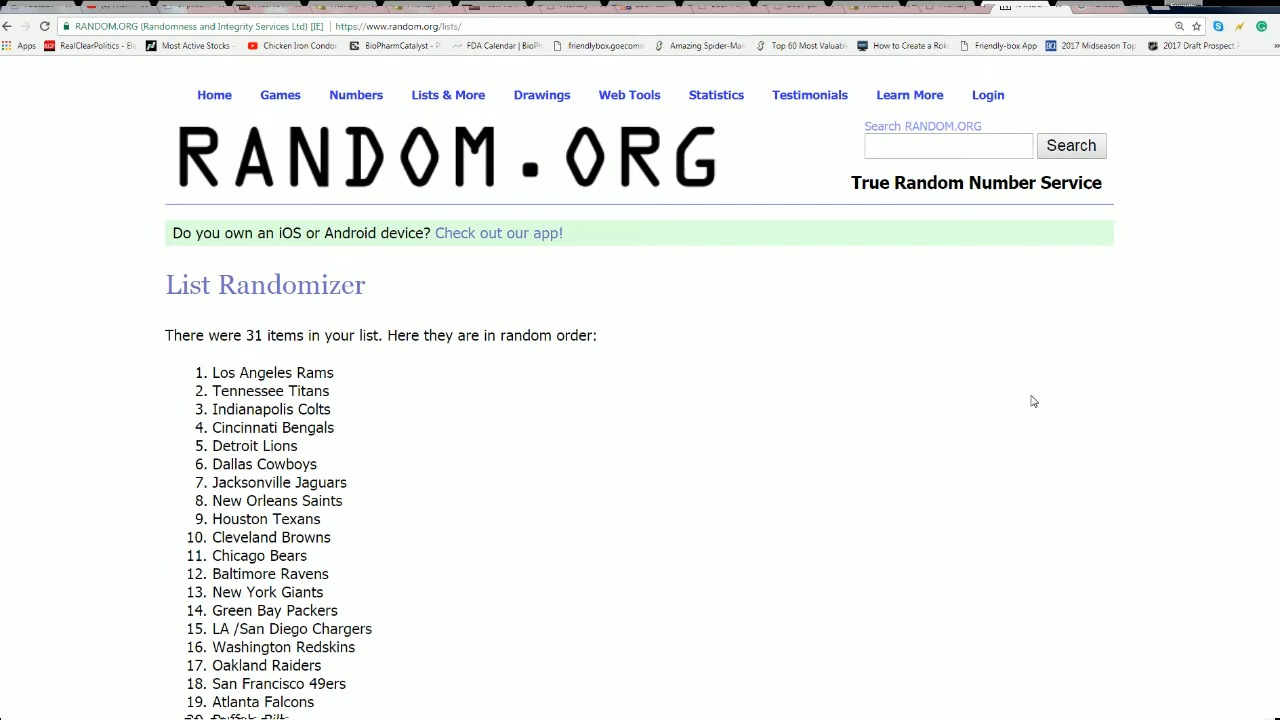 RANDOM.ORG (Randomness and Integrity Services Ltd) [IE] https://www.random.org/lists/
Apps RealClearPolitics - Ele Most Active Stocks - Chicken Iron Condor BioPharmCatalyst - P FDA Calendar | BioPh friendlybox.goecomm Amazing Spider-Man Top 60 Most Valuabl How to Create a Role Friendly-box App 2017 Midseason Top 2017 Draft Prospect F »
Home Games Numbers Lists & More Drawings Web Tools Statistics Testimonials Learn More Login
RANDOM.ORG
Search RANDOM.ORG
Search
True Random Number Service
Do you own an iOS or Android device? Check out our app!
List Randomizer
There were 31 items in your list. Here they are in random order:
1. Los Angeles Rams
2. Tennessee Titans
3. Indianapolis Colts
4. Cincinnati Bengals
5. Detroit Lions
6. Dallas Cowboys
7. Jacksonville Jaguars
8. New Orleans Saints
9. Houston Texans
10. Cleveland Browns
11. Chicago Bears
12. Baltimore Ravens
13. New York Giants
14. Green Bay Packers
15. LA /San Diego Chargers
16. Washington Redskins
17. Oakland Raiders
18. San Francisco 49ers
19. Atlanta Falcons
20. Buffalo Bills